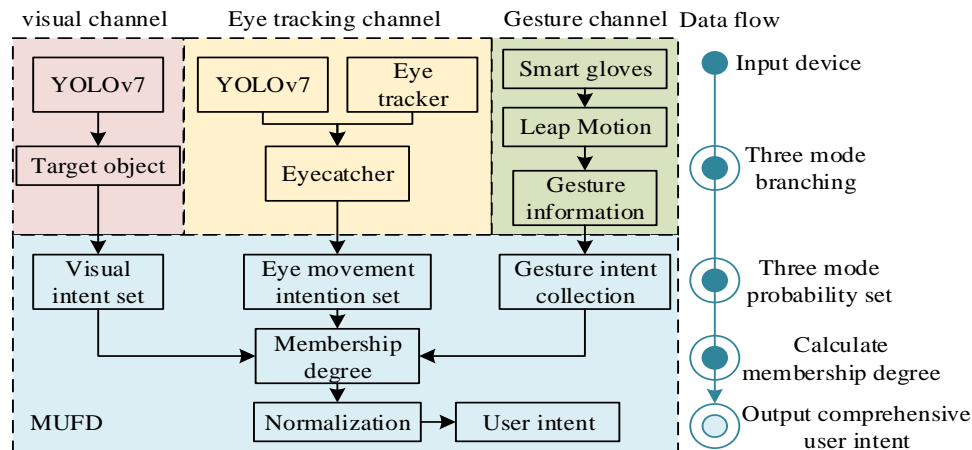 visual channel
Eye tracking channel
Gesture channel
Data flow
YOLOv7
YOLOv7
Eye
tracker
Smart gloves
Input device
Leap Motion
Target object
Eyecatcher
Gesture
information
Three mode
branching
Visual
intent set
Eye movement
intention set
Gesture intent
collection
Three mode
probability set
Membership
degree
Calculate
membership degree
MUFD
Normalization
User intent
Output comprehensive
user intent